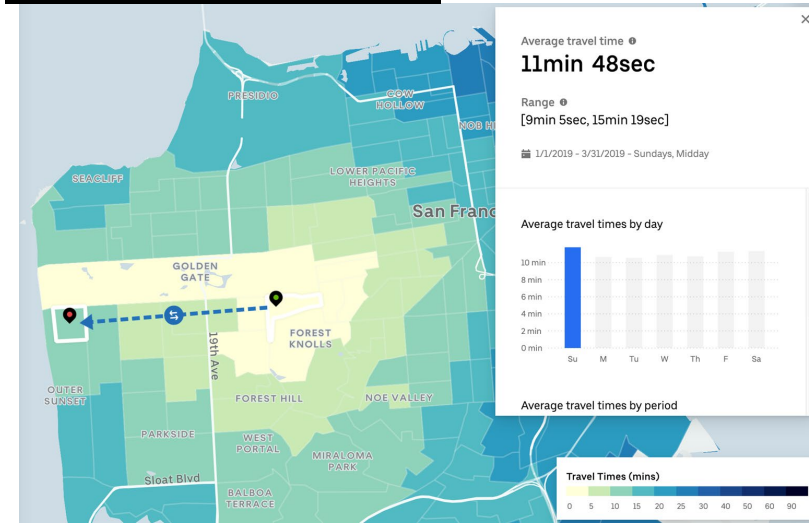 PRESIDIO
COW
HOLLOW
NOB H
SEACLIFF
LOWER PACIFIC
HEIGHTS
San Franc
GOLDEN
GATE
19th Ave
FOREST
KNOLLS
OUTER
SUNSET
FOREST HILL
NOE VALLEY
PARKSIDE
WEST
PORTAL
MIRALOMA
PARK
Sloat Blvd
BALBOA
TERRACE
Average travel time
11min 48sec
Range
[9min 5sec, 15min 19sec]
1/1/2019 - 3/31/2019 - Sundays, Midday
Average travel times by day
10 min
8 min
6 min
4 min
2 min
0 min
Su M Tu W Th F Sa
Average travel times by period
Travel Times (mins)
0 5 10 15 20 25 30 40 50 60 90